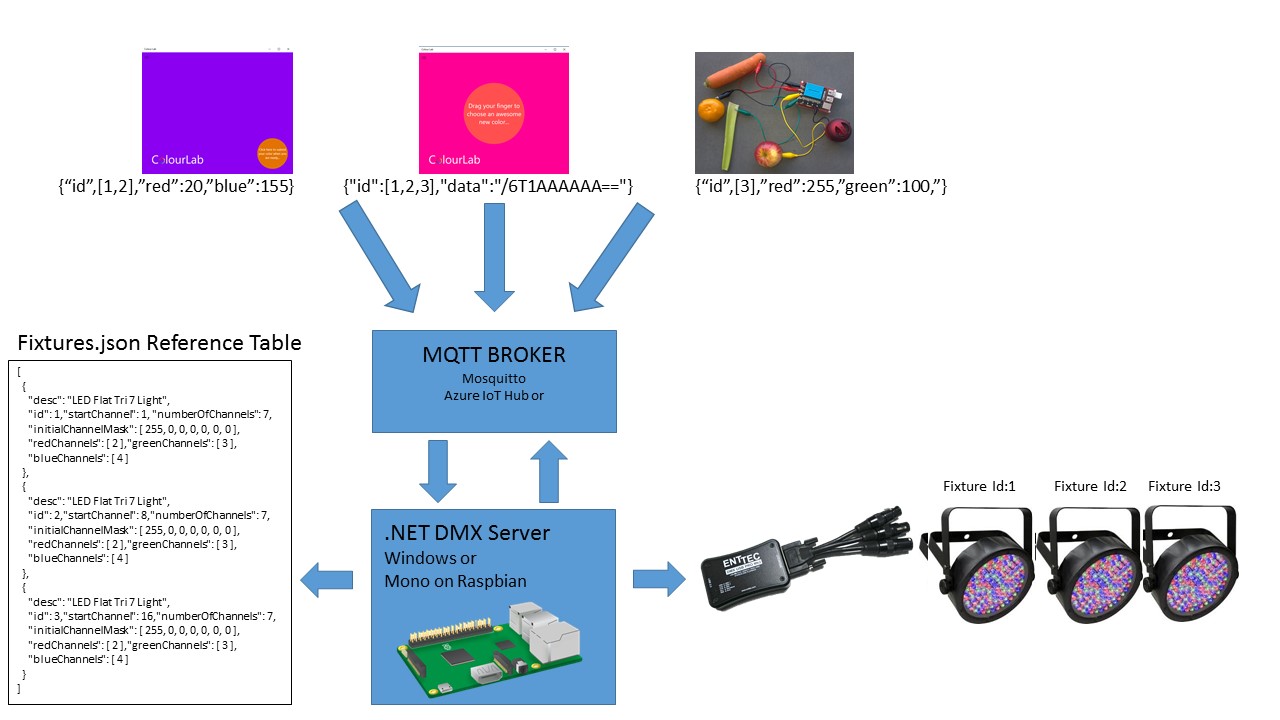 C lourLab
Drag your finger to
choose an awesome
new color...
C lourLab
{“id”,[1,2],”red”:20,”blue”:155}
{"id":[1,2,3],"data":"/6T1AAAAAA=="}
{“id”,[3],”red”:255,”green”:100,”}
Fixtures.json Reference Table
[
{
"desc": "LED Flat Tri 7 Light",
"id": 1,"startChannel": 1, "numberOfChannels": 7,
"initialChannelMask": [ 255, 0, 0, 0, 0, 0, 0 ],
"redChannels": [ 2 ],"greenChannels": [ 3 ],
"blueChannels": [ 4 ]
},
{
"desc": "LED Flat Tri 7 Light",
"id": 2,"startChannel": 8,"numberOfChannels": 7,
"initialChannelMask": [ 255, 0, 0, 0, 0, 0, 0 ],
"redChannels": [ 2 ],"greenChannels": [ 3 ],
"blueChannels": [ 4 ]
},
{
"desc": "LED Flat Tri 7 Light",
"id": 3,"startChannel": 16,"numberOfChannels": 7,
"initialChannelMask": [ 255, 0, 0, 0, 0, 0, 0 ],
"redChannels": [ 2 ],"greenChannels": [ 3 ],
"blueChannels": [ 4 ]
}
]
MQTT BROKER
Mosquitto
Azure IoT Hub or
.NET DMX Server
Windows or
Mono on Raspbian
ENTTEC
Fixture Id:1
Fixture Id:2
Fixture Id:3